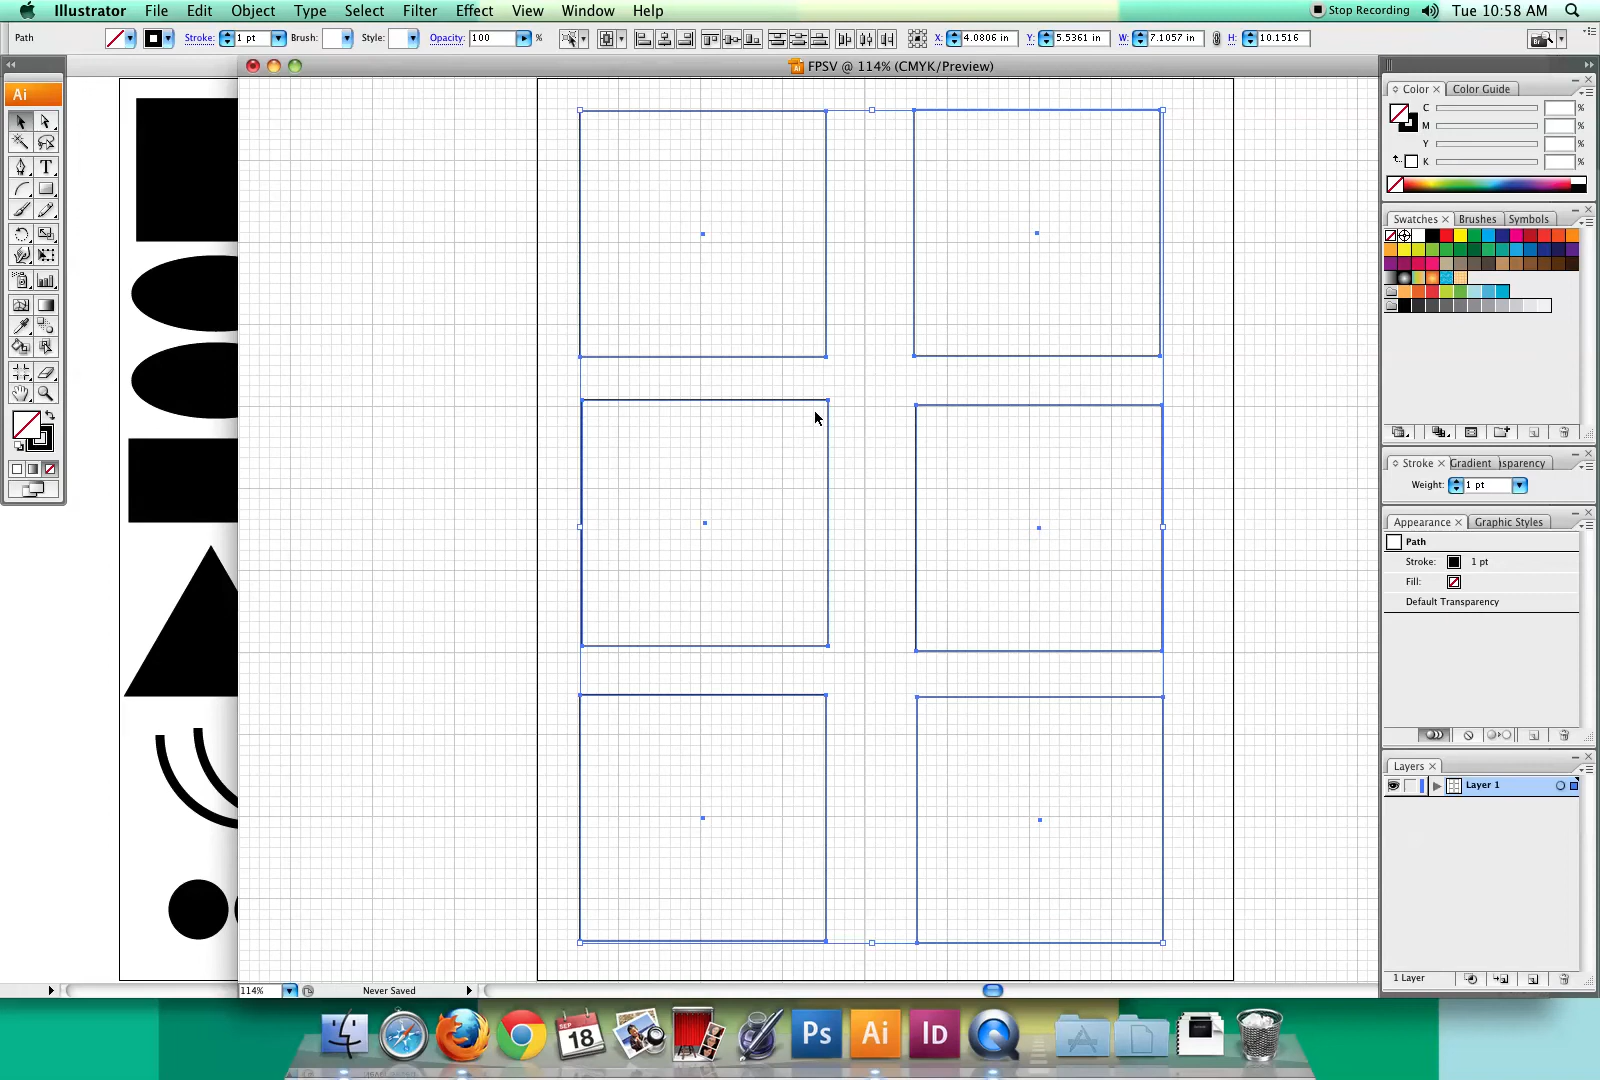 Illustrator File Edit Object Type Select Filter Effect View Window Help Stop Recording Tue 10:58 AM
Path Stroke: 1 pt Brush: Style: Opacity: 100 % X: 4.0806 in Y: 5.5361 in W: 7.1057 in H: 10.1516
FPSV @ 114% (CMYK/Preview)
Ai
Color Color Guide
C %
M %
Y %
K %
Swatches Brushes Symbols
Stroke Gradient sparency
Weight: 1 pt
Appearance Graphic Styles
Path
Stroke: 1 pt
Fill:
Default Transparency
Layers
Layer 1
1 Layer
114% Never Saved
SEP
18
Ps Ai Id